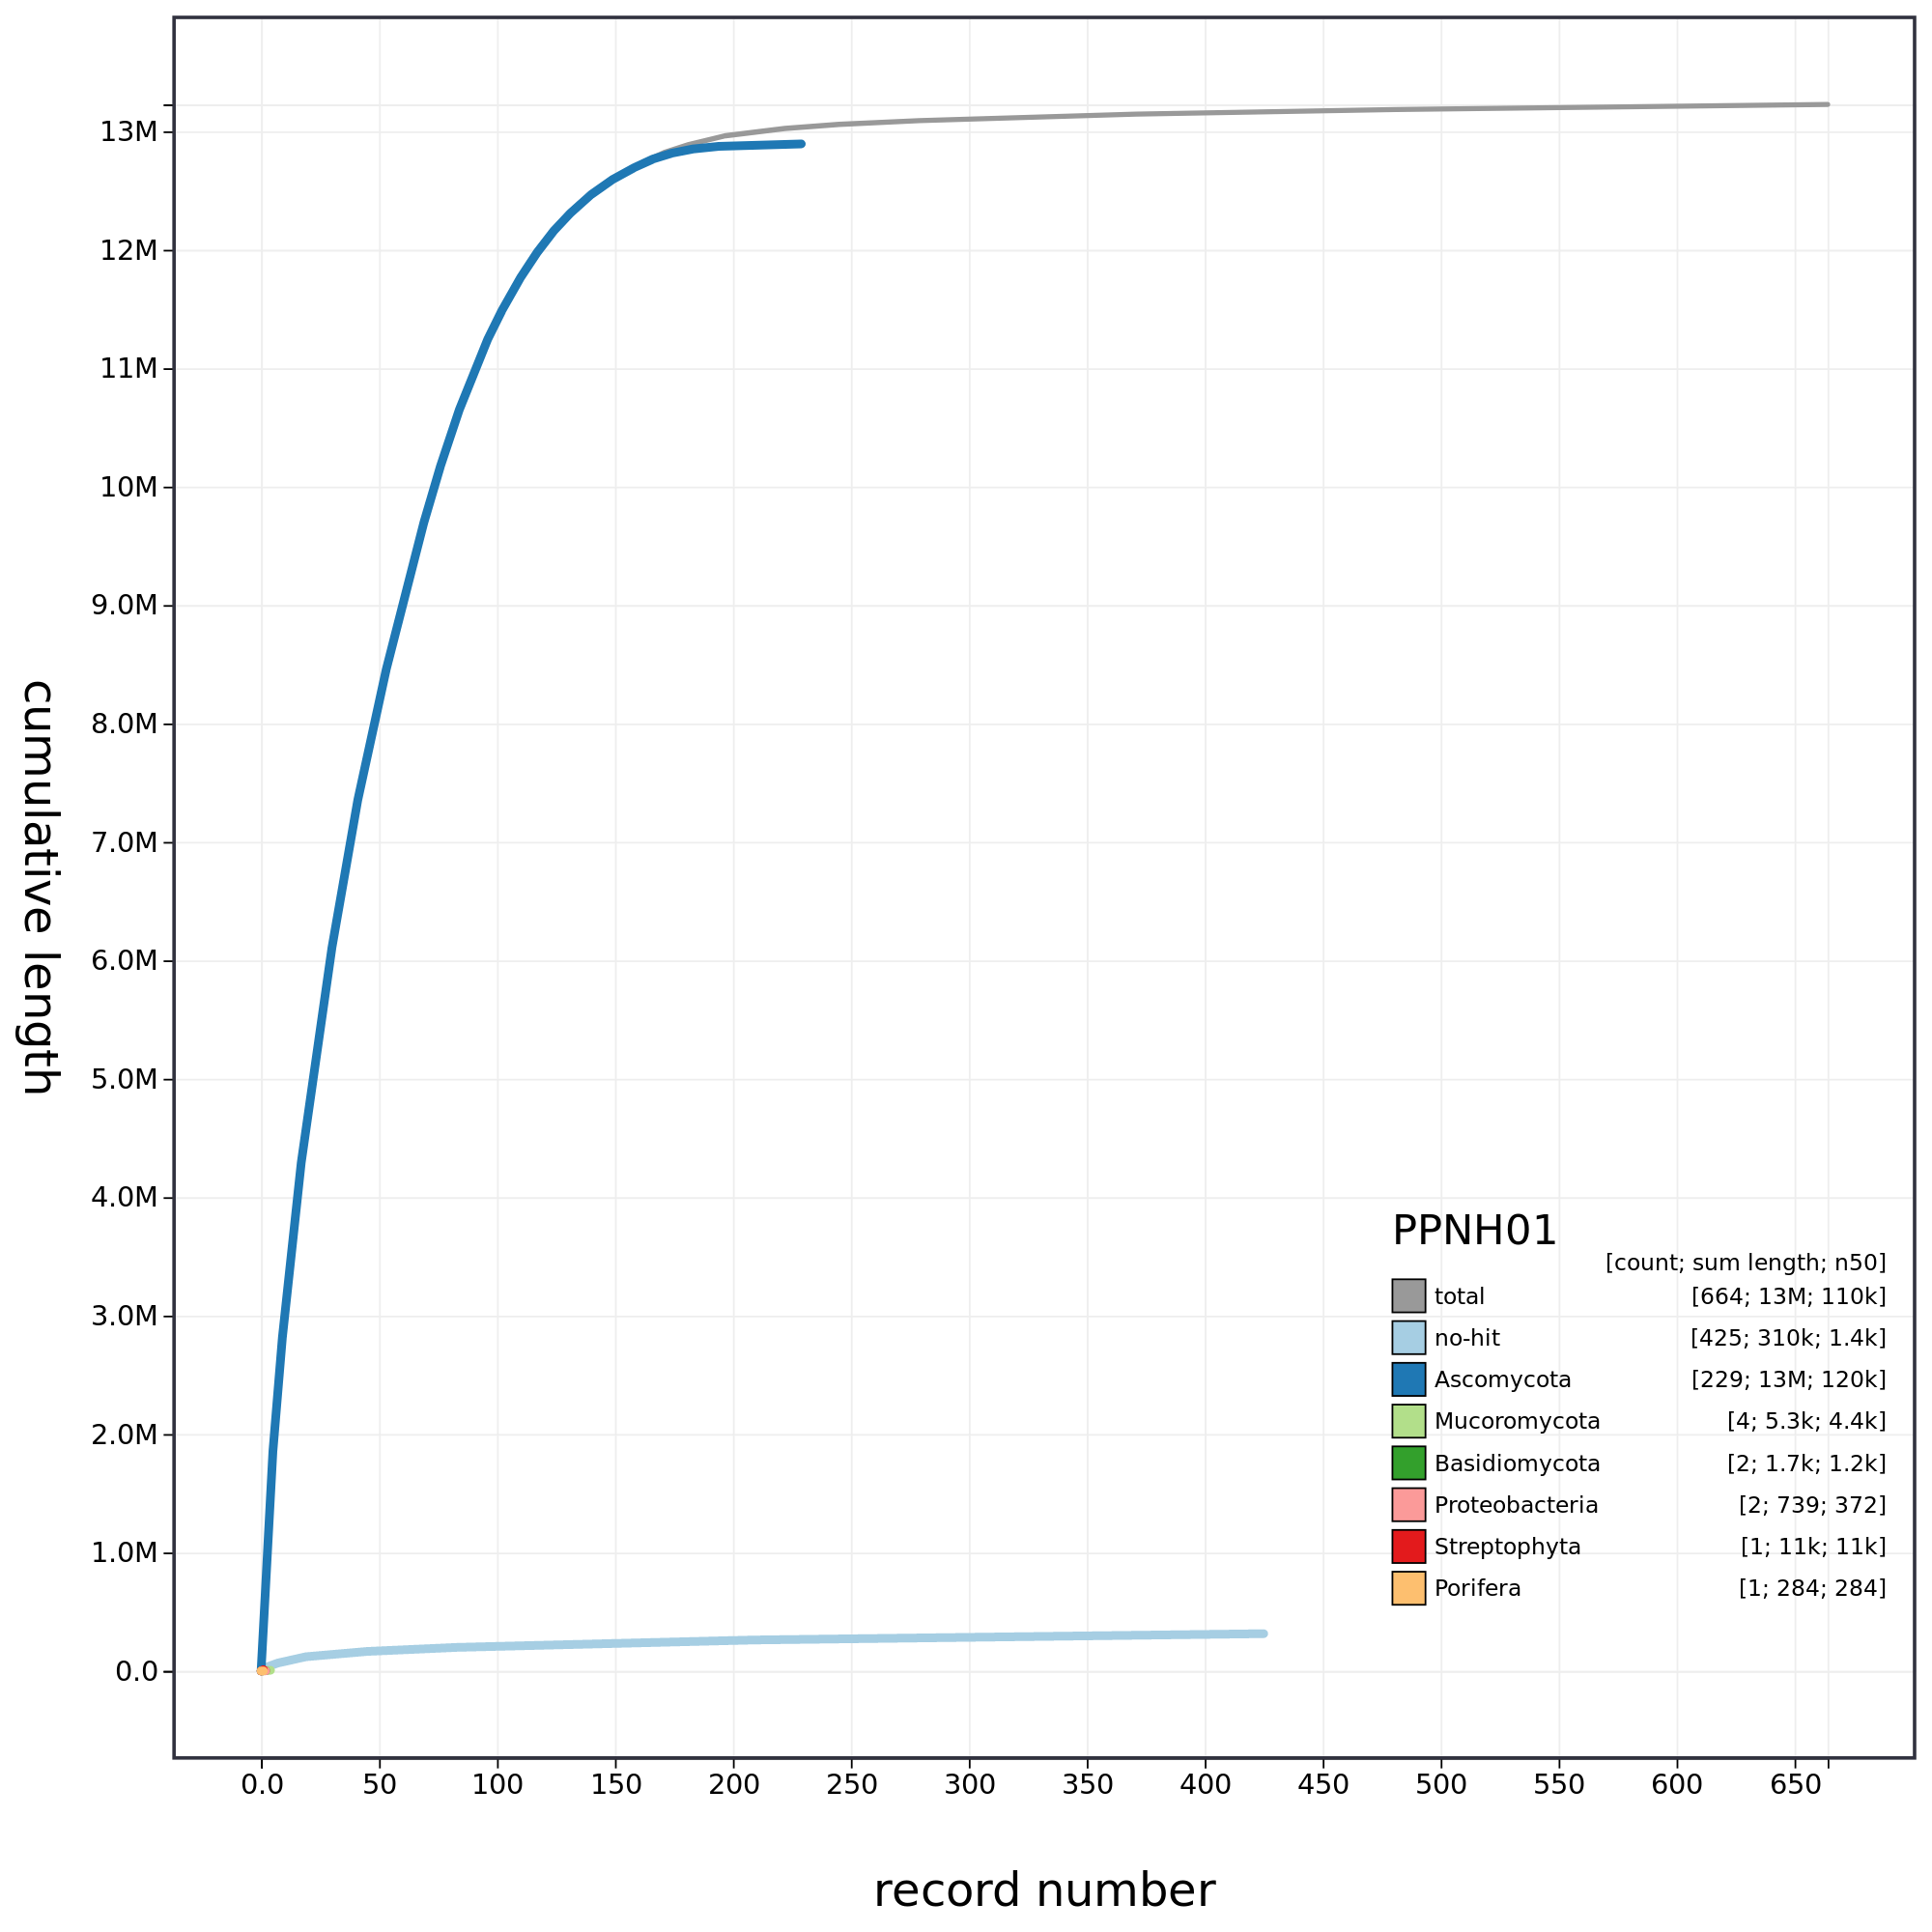 13M
12M
11M
10M
9.0M
8.0M
7.0M
6.0M
5.0M
4.0M
3.0M
2.0M
1.0M
0.0
cumulative length
PPNH01
[count; sum length; n50]
total [664; 13M; 110k]
no-hit [425; 310k; 1.4k]
Ascomycota [229; 13M; 120k]
Mucoromycota [4; 5.3k; 4.4k]
Basidiomycota [2; 1.7k; 1.2k]
Proteobacteria [2; 739; 372]
Streptophyta [1; 11k; 11k]
Porifera [1; 284; 284]
0.0 50 100 150 200 250 300 350 400 450 500 550 600 650
record number